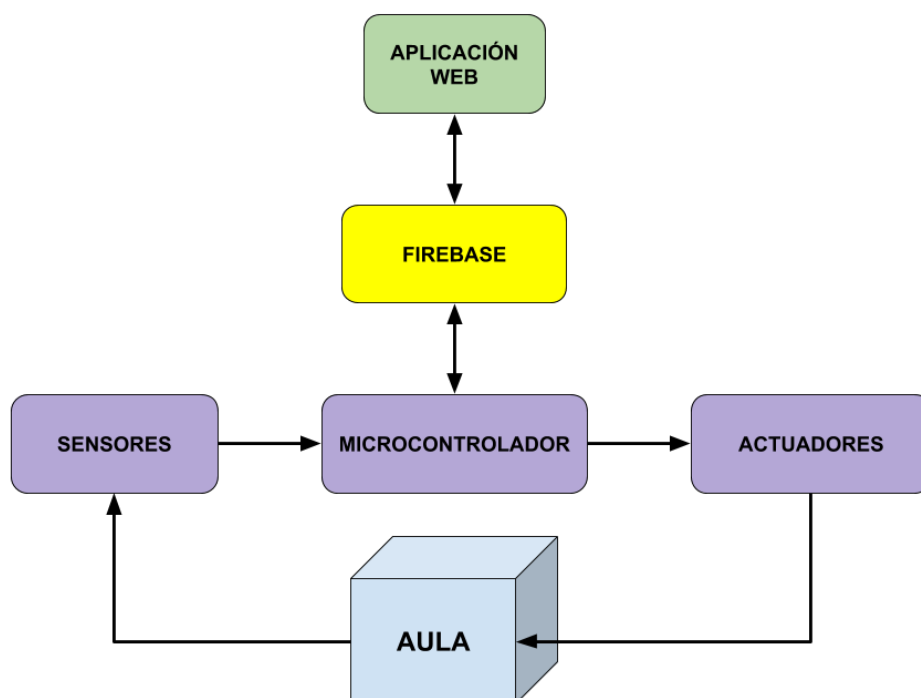 APLICACIÓN
WEB
FIREBASE
SENSORES
MICROCONTROLADOR
ACTUADORES
AULA